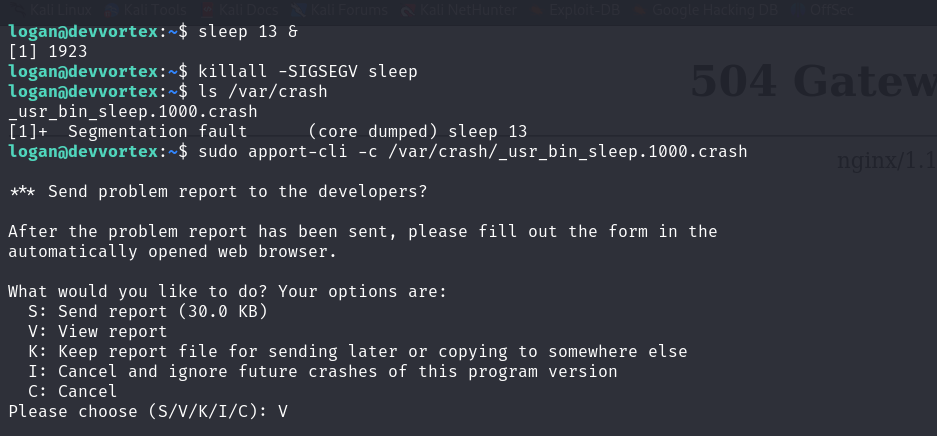 Kali Linux Kali Tools Kali Docs Kali Forums Kali NetHunter Exploit-DB Google Hacking DB OffSec
logan@devvortex:~$ sleep 13 &
[1] 1923
logan@devvortex:~$ killall -SIGSEGV sleep
504 Gatew
logan@devvortex:~$ ls /var/crash
_usr_bin_sleep.1000.crash
[1]+  Segmentation fault      (core dumped) sleep 13
logan@devvortex:~$ sudo apport-cli -c /var/crash/_usr_bin_sleep.1000.crash
nginx/1.1
*** Send problem report to the developers?
After the problem report has been sent, please fill out the form in the
automatically opened web browser.
What would you like to do? Your options are:
  S: Send report (30.0 KB)
  V: View report
  K: Keep report file for sending later or copying to somewhere else
  I: Cancel and ignore future crashes of this program version
  C: Cancel
Please choose (S/V/K/I/C): V